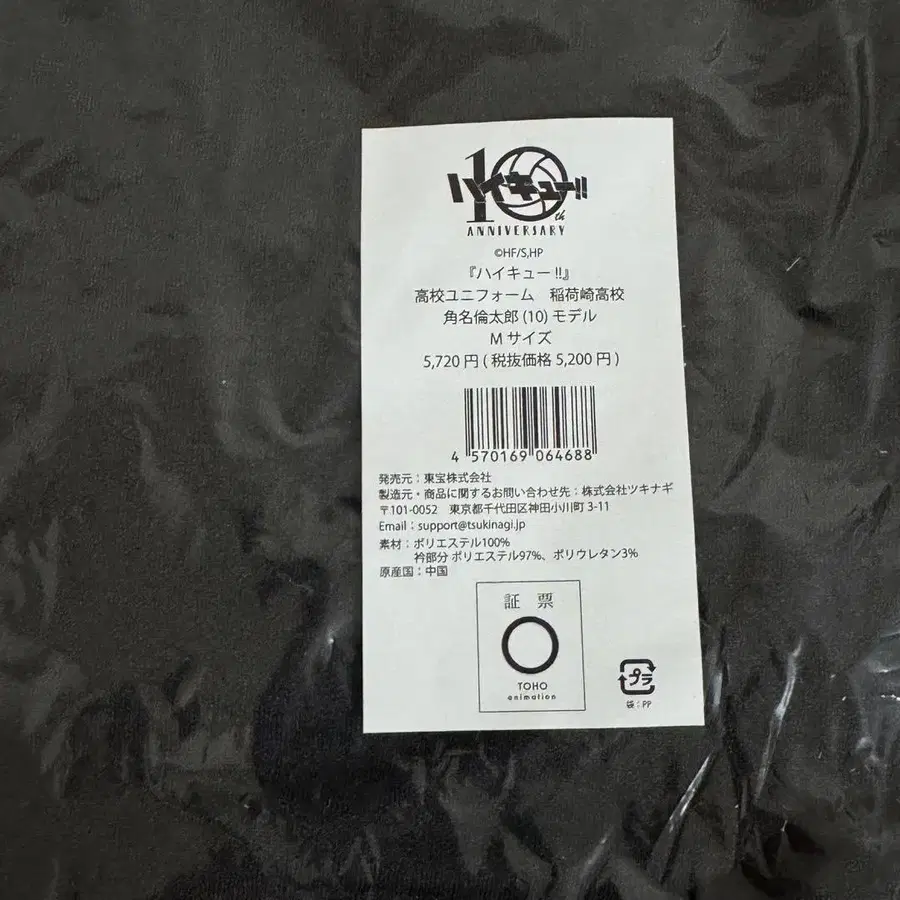 10th
ハイキュー!!
ANNIVERSARY
©HF/S,HP
『ハイキュー!!』
高校ユニフォーム　稲荷崎高校
角名倫太郎 (10) モデル
M サイズ
5,720 円 ( 税抜価格 5,200 円 )
4 570169 064688
発売元：東宝株式会社
製造元・商品に関するお問い合わせ先：株式会社ツキナギ
〒101-0052　東京都千代田区神田小川町 3-11
Email：support@tsukinagi.jp
素材：ポリエステル100%
衿部分 ポリエステル97%、ポリウレタン3%
原産国：中国
証 票
TOHO
animation
プラ
袋：PP